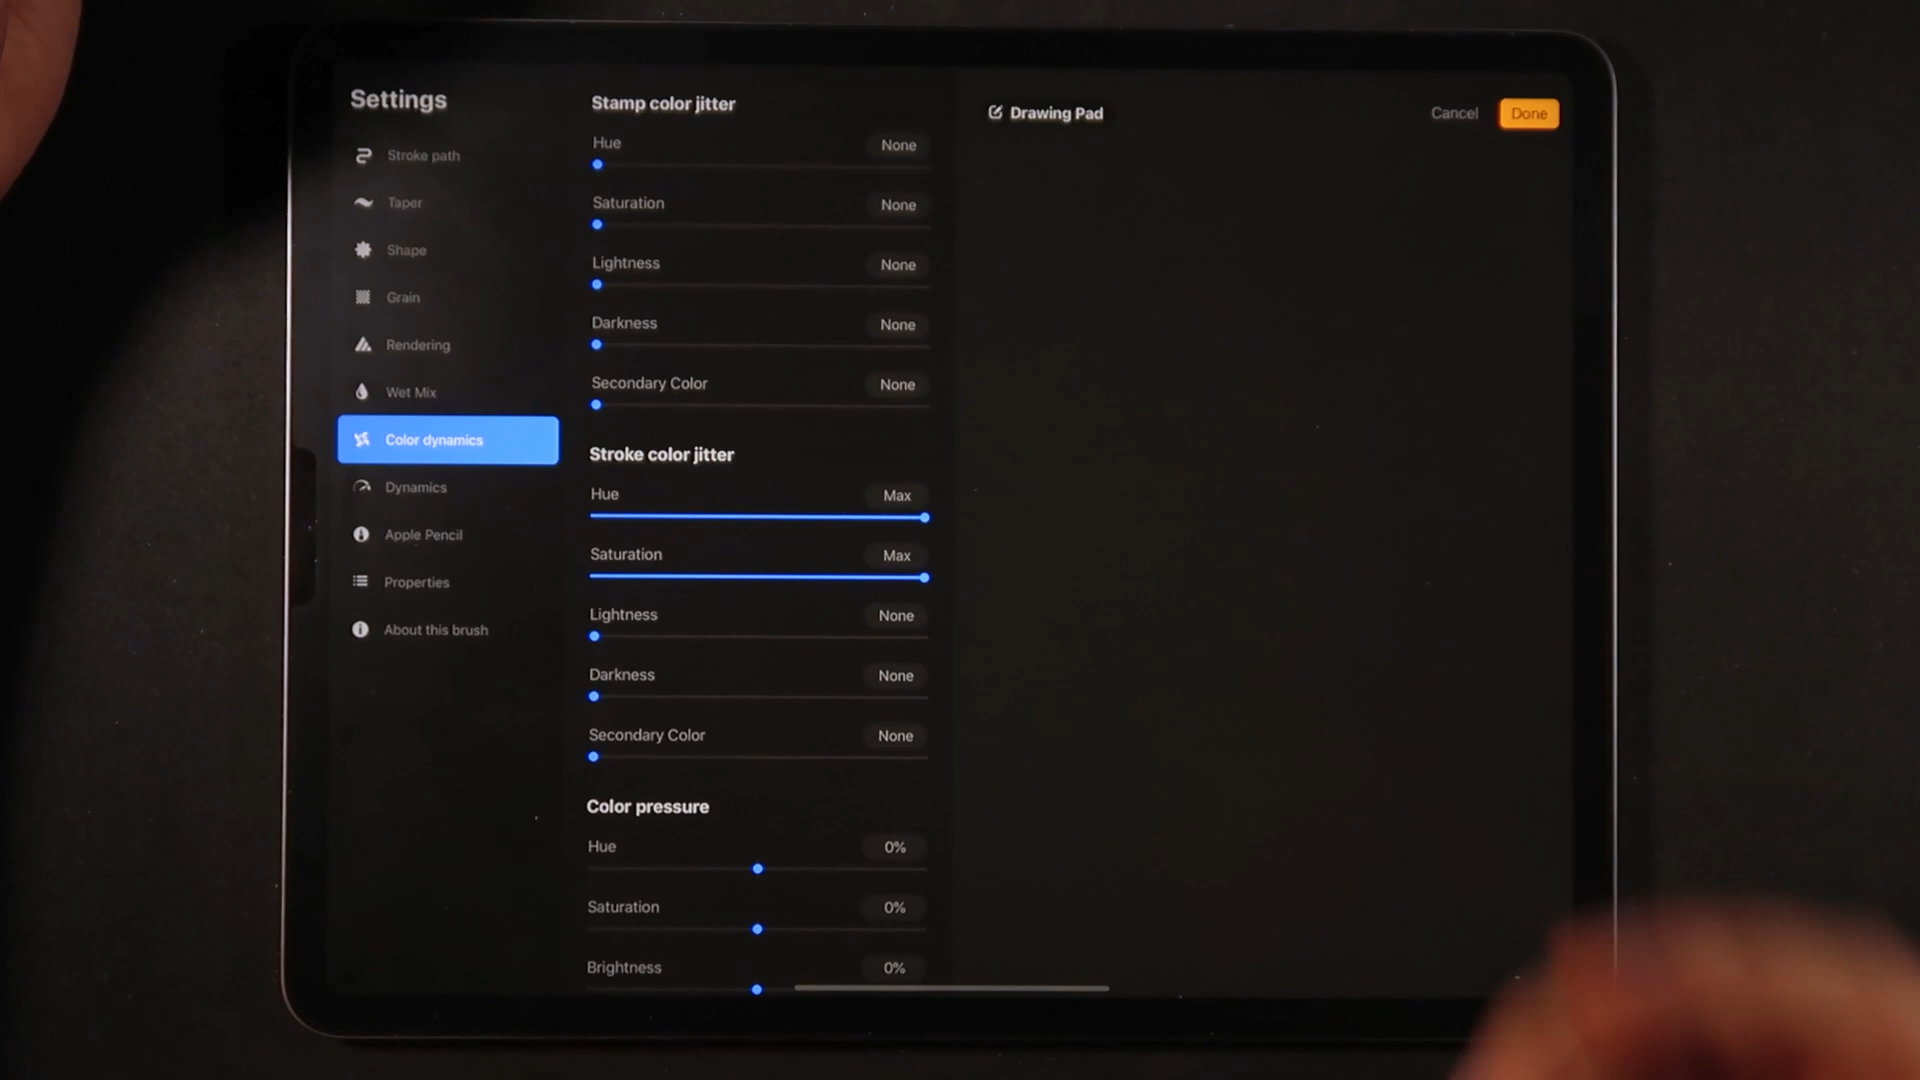 Settings
Stroke path
Taper
Shape
Grain
Rendering
Wet Mix
Color dynamics
Dynamics
Apple Pencil
Properties
About this brush
Stamp color jitter
Hue None
Saturation None
Lightness None
Darkness None
Secondary Color None
Stroke color jitter
Hue Max
Saturation Max
Lightness None
Darkness None
Secondary Color None
Color pressure
Hue 0%
Saturation 0%
Brightness 0%
Drawing Pad
Cancel
Done